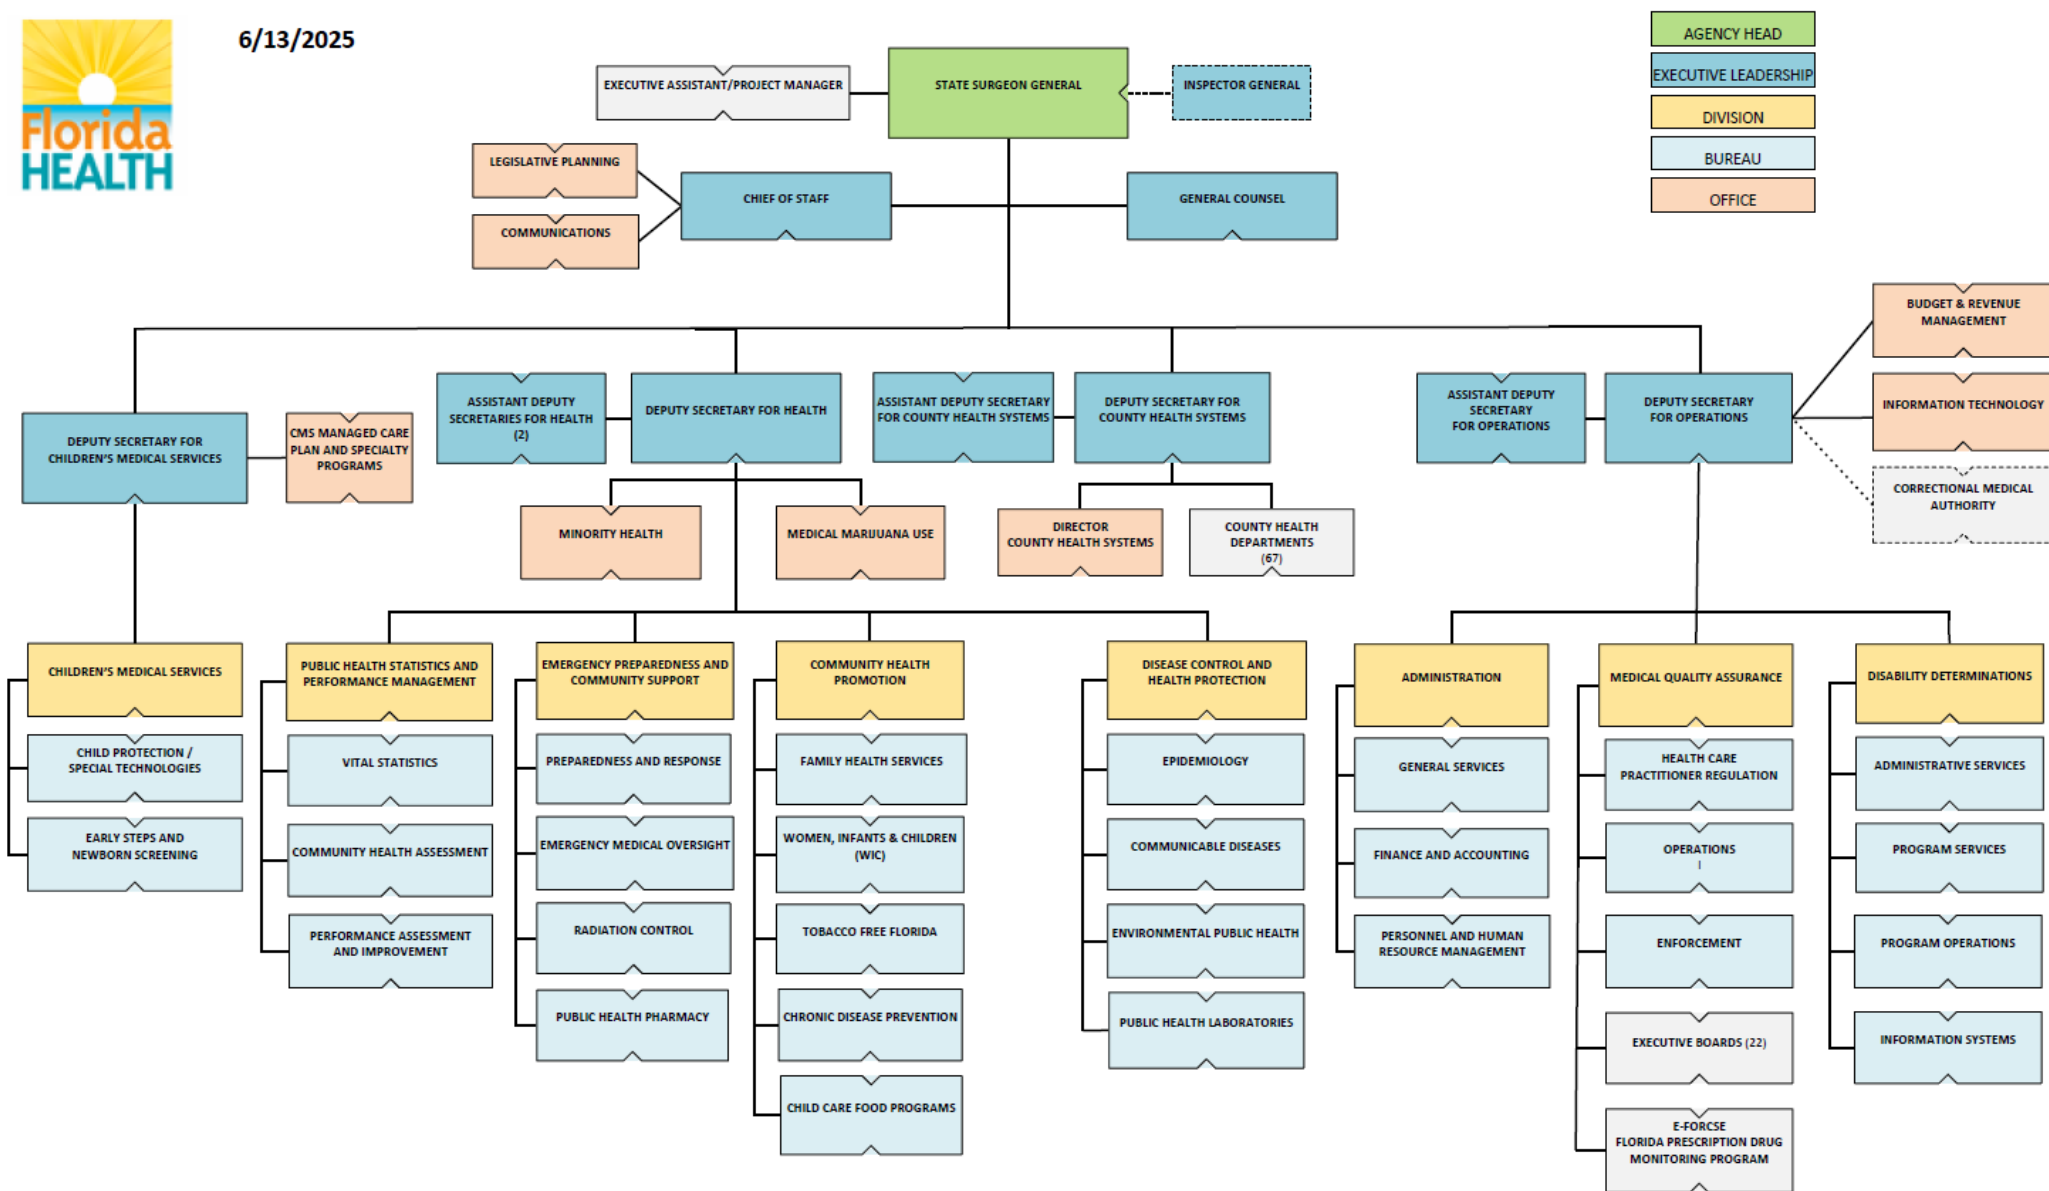 Florida
HEALTH
6/13/2025
AGENCY HEAD
EXECUTIVE LEADERSHIP
DIVISION
BUREAU
OFFICE
EXECUTIVE ASSISTANT/PROJECT MANAGER
STATE SURGEON GENERAL
INSPECTOR GENERAL
LEGISLATIVE PLANNING
COMMUNICATIONS
CHIEF OF STAFF
GENERAL COUNSEL
BUDGET & REVENUE
MANAGEMENT
INFORMATION TECHNOLOGY
CORRECTIONAL MEDICAL
AUTHORITY
DEPUTY SECRETARY FOR
CHILDREN'S MEDICAL SERVICES
CMS MANAGED CARE
PLAN AND SPECIALTY
PROGRAMS
ASSISTANT DEPUTY
SECRETARIES FOR HEALTH
(2)
DEPUTY SECRETARY FOR HEALTH
ASSISTANT DEPUTY SECRETARY
FOR COUNTY HEALTH SYSTEMS
DEPUTY SECRETARY FOR
COUNTY HEALTH SYSTEMS
ASSISTANT DEPUTY
SECRETARY
FOR OPERATIONS
DEPUTY SECRETARY
FOR OPERATIONS
MINORITY HEALTH
MEDICAL MARIJUANA USE
DIRECTOR
COUNTY HEALTH SYSTEMS
COUNTY HEALTH
DEPARTMENTS
(67)
CHILDREN'S MEDICAL SERVICES
CHILD PROTECTION /
SPECIAL TECHNOLOGIES
EARLY STEPS AND
NEWBORN SCREENING
PUBLIC HEALTH STATISTICS AND
PERFORMANCE MANAGEMENT
VITAL STATISTICS
COMMUNITY HEALTH ASSESSMENT
PERFORMANCE ASSESSMENT
AND IMPROVEMENT
EMERGENCY PREPAREDNESS AND
COMMUNITY SUPPORT
PREPAREDNESS AND RESPONSE
EMERGENCY MEDICAL OVERSIGHT
RADIATION CONTROL
PUBLIC HEALTH PHARMACY
COMMUNITY HEALTH
PROMOTION
FAMILY HEALTH SERVICES
WOMEN, INFANTS & CHILDREN
(WIC)
TOBACCO FREE FLORIDA
CHRONIC DISEASE PREVENTION
CHILD CARE FOOD PROGRAMS
DISEASE CONTROL AND
HEALTH PROTECTION
EPIDEMIOLOGY
COMMUNICABLE DISEASES
ENVIRONMENTAL PUBLIC HEALTH
PUBLIC HEALTH LABORATORIES
ADMINISTRATION
GENERAL SERVICES
FINANCE AND ACCOUNTING
PERSONNEL AND HUMAN
RESOURCE MANAGEMENT
MEDICAL QUALITY ASSURANCE
HEALTH CARE
PRACTITIONER REGULATION
OPERATIONS
I
ENFORCEMENT
EXECUTIVE BOARDS (22)
E-FORCSE
FLORIDA PRESCRIPTION DRUG
MONITORING PROGRAM
DISABILITY DETERMINATIONS
ADMINISTRATIVE SERVICES
PROGRAM SERVICES
PROGRAM OPERATIONS
INFORMATION SYSTEMS